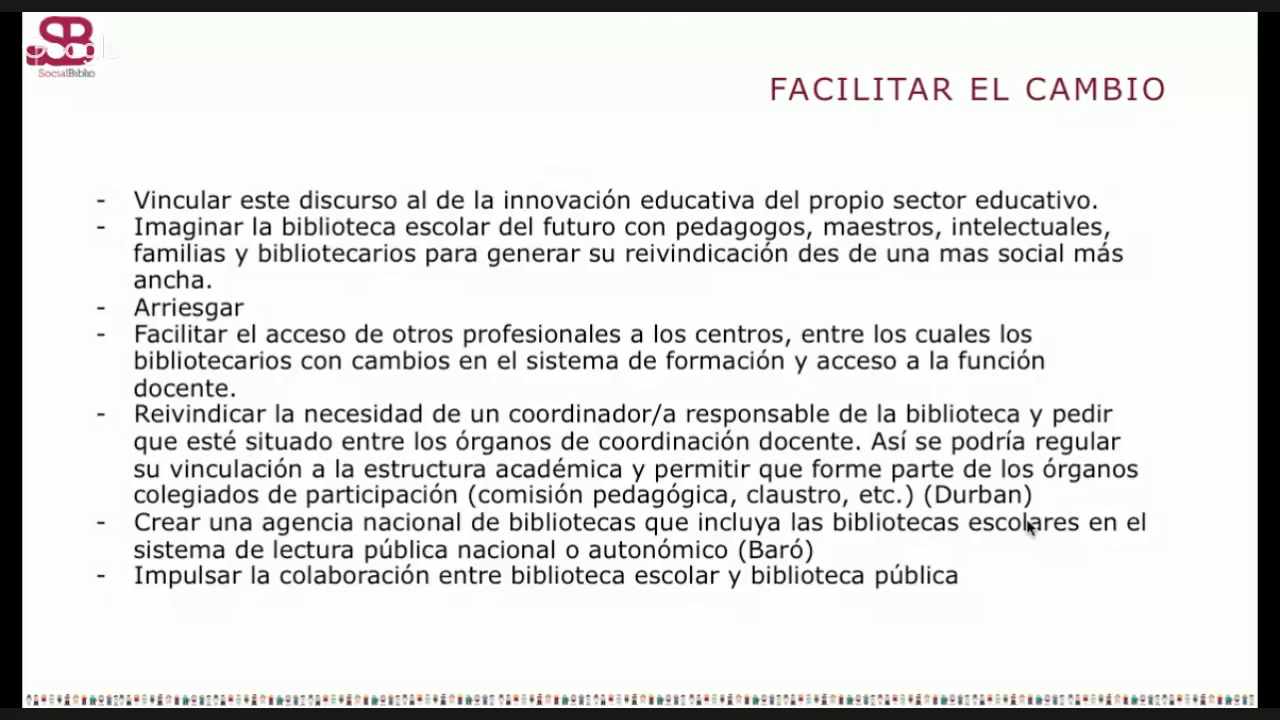 SB
Google
SocialBiblio
FACILITAR EL CAMBIO
- Vincular este discurso al de la innovación educativa del propio sector educativo.
- Imaginar la biblioteca escolar del futuro con pedagogos, maestros, intelectuales,
familias y bibliotecarios para generar su reivindicación des de una mas social más
ancha.
- Arriesgar
- Facilitar el acceso de otros profesionales a los centros, entre los cuales los
bibliotecarios con cambios en el sistema de formación y acceso a la función
docente.
- Reivindicar la necesidad de un coordinador/a responsable de la biblioteca y pedir
que esté situado entre los órganos de coordinación docente. Así se podría regular
su vinculación a la estructura académica y permitir que forme parte de los órganos
colegiados de participación (comisión pedagógica, claustro, etc.) (Durban)
- Crear una agencia nacional de bibliotecas que incluya las bibliotecas escolares en el
sistema de lectura pública nacional o autonómico (Baró)
- Impulsar la colaboración entre biblioteca escolar y biblioteca pública